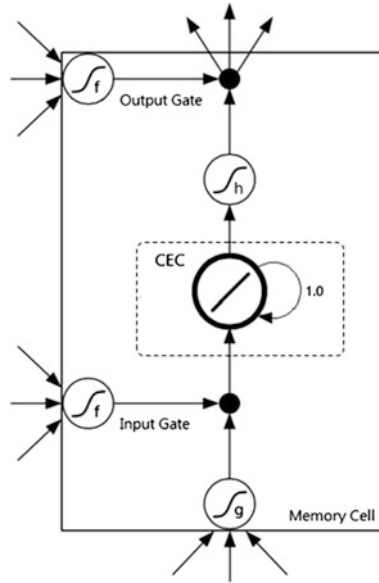 f
Output Gate
h
CEC
1.0
f
Input Gate
g
Memory Cell